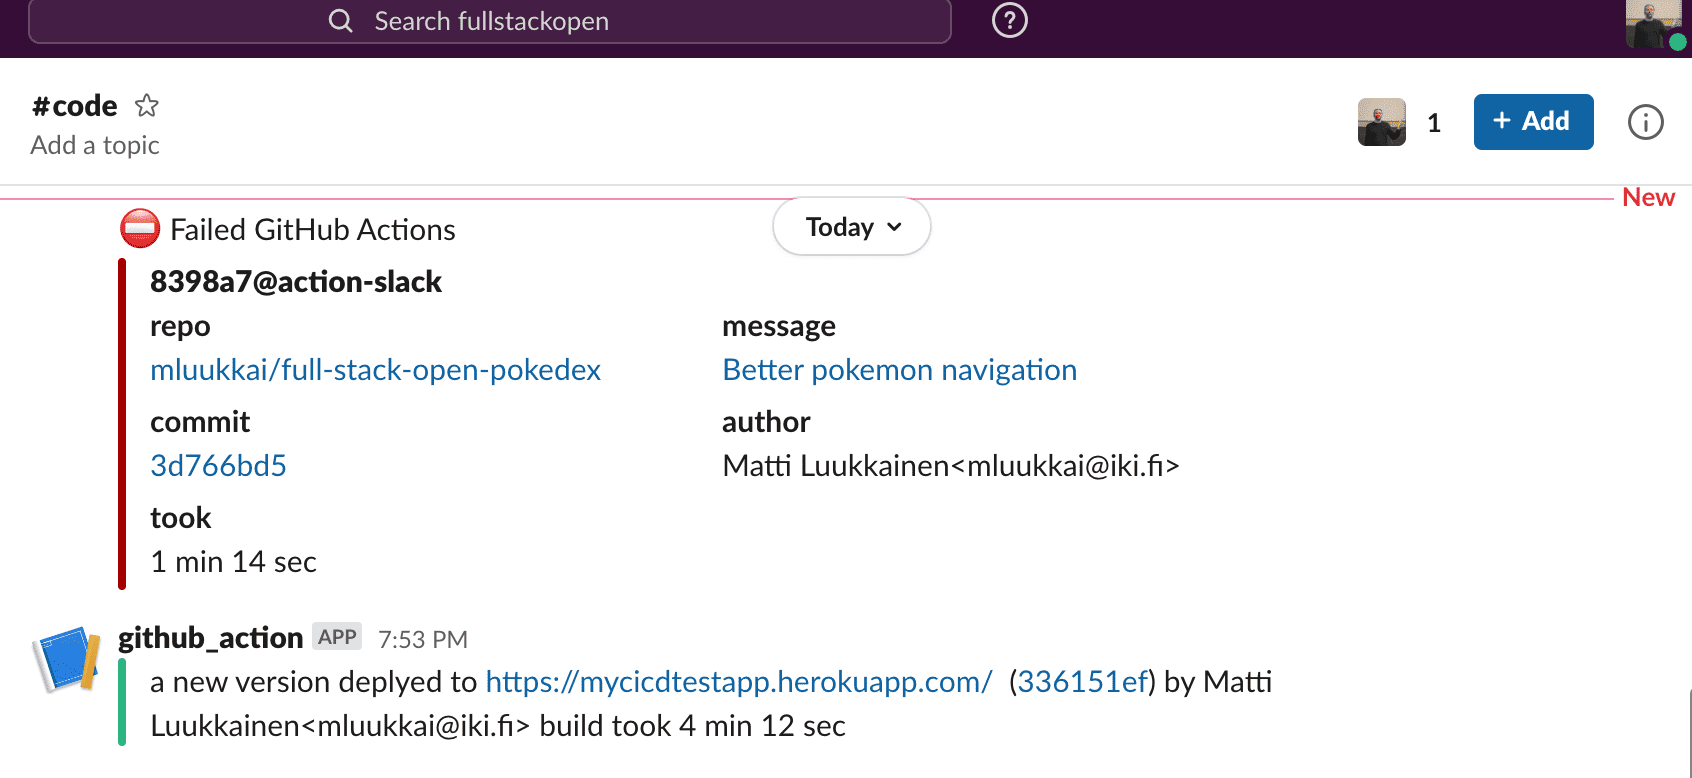 Search fullstackopen
#code
Add a topic
1
+ Add
New
Today
Failed GitHub Actions
8398a7@action-slack
repo
message
mluukkai/full-stack-open-pokedex
Better pokemon navigation
commit
author
3d766bd5
Matti Luukkainen<mluukkai@iki.fi>
took
1 min 14 sec
github_action APP 7:53 PM
a new version deplyed to https://mycicdtestapp.herokuapp.com/ (336151ef) by Matti
Luukkainen<mluukkai@iki.fi> build took 4 min 12 sec